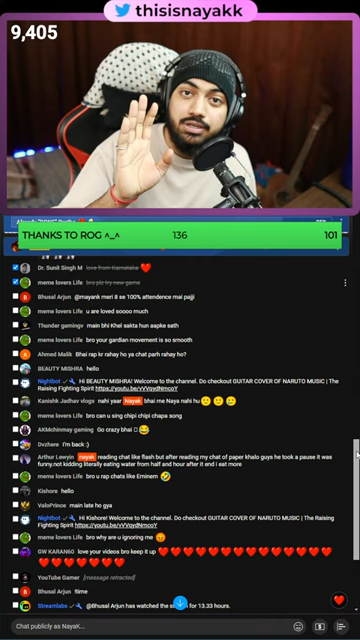 thisisnayakk
9,405
THANKS TO ROG ^_^ 136 101
Dr. Sunit Singh M love from Karnataka ❤️
meme lovers Life bro plz try new game
Bhusal Arjun @mayank meri 8 se 100% attendence mai pajji
meme lovers Life u are loved soooo much
Thunder gamingv main bhi Khel sakta hun aapke sath
meme lovers Life bro your gardian movement is so smooth
Ahmed Malik Bhai rap kr rahay ho ya chat parh rahay ho?
BEAUTY MISHRA hello
Nightbot Hi BEAUTY MISHRA! Welcome to the channel. Do checkout GUITAR COVER OF NARUTO MUSIC | The
Raising Fighting Spirit https://youtu.be/vVVqydNmcoY
Kanishk Jadhav vlogs nahi yaar Nayak bhai me Naya nahi hu 🙂🙂🙂
meme lovers Life bro can u sing chipi chipi chapa song
AKMchinmay gaming Go crazy bhai 😂
Dvzhere i'm back :)
Arthur Lewyin nayak reading chat like flash but after reading my chat of paper khalo guys he took a pause it was
funny.not kidding literally eating water from half and hour after it end i eat more
meme lovers Life bro u rap chats like Eminem 🤣
Kishore hello
ValoPrince main late ho gya
Nightbot Hi Kishore! Welcome to the channel. Do checkout GUITAR COVER OF NARUTO MUSIC | The Raising
Fighting Spirit https://youtu.be/vVVqydNmcoY
meme lovers Life bro why are u ignoring me 😡
GW KARAN60 love your videos bro keep it up ❤️❤️❤️❤️❤️❤️❤️❤️❤️❤️❤️❤️❤️❤️❤️
YouTube Gamer [message retracted]
Bhusal Arjun !time
Streamlabs @Bhusal Arjun has watched the stream for 13.33 hours.
Chat publicly as NayaK...